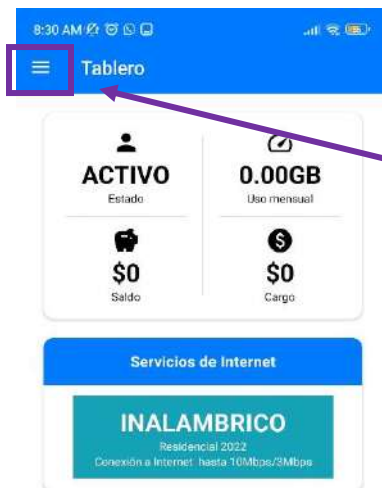 8:30 AM
Tablero
ACTIVO
Estado
0.00GB
Uso mensual
$0
Saldo
$0
Cargo
Servicios de Internet
INALAMBRICO
Residencial 2022
Conexión a Internet hasta 10Mbps/3Mbps